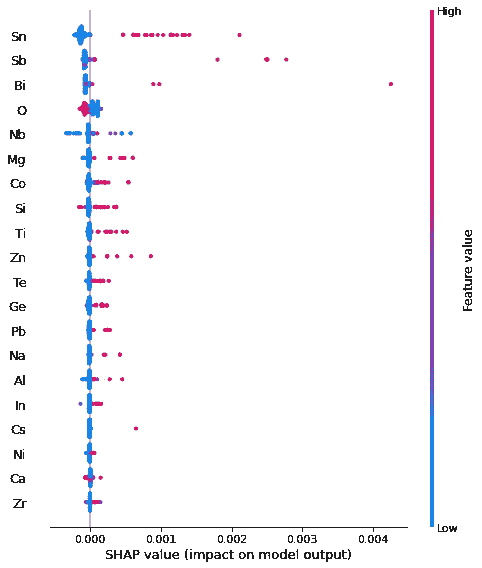 High
Sn
Sb
Bi
O
Nb
Mg
Co
Si
Ti
Zn
Te
Ge
Pb
Na
Al
In
Cs
Ni
Ca
Zr
Feature value
Low
0.000 0.001 0.002 0.003 0.004
SHAP value (impact on model output)